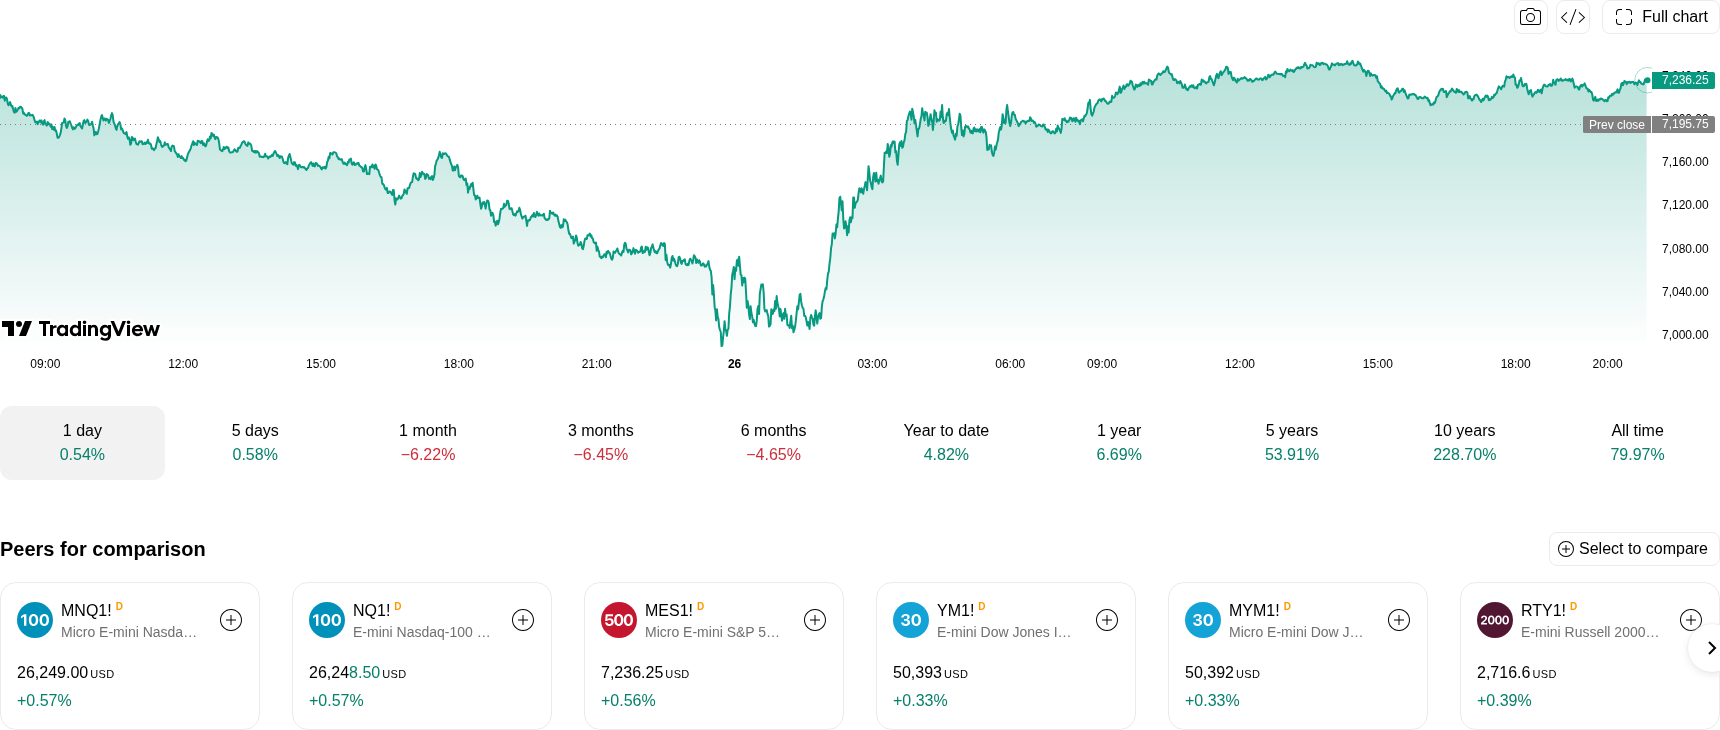 Full chart
7,236.25
Prev close 7,195.75
7,160.00
7,120.00
7,080.00
7,040.00
7,000.00
TradingView
09:00 12:00 15:00 18:00 21:00 26 03:00 06:00 09:00 12:00 15:00 18:00 20:00
1 day 5 days 1 month 3 months 6 months Year to date 1 year 5 years 10 years All time
0.54% 0.58% −6.22% −6.45% −4.65% 4.82% 6.69% 53.91% 228.70% 79.97%
Peers for comparison
Select to compare
100 MNQ1! D
Micro E-mini Nasda…
26,249.00 USD
+0.57%
100 NQ1! D
E-mini Nasdaq-100 …
26,248.50 USD
+0.57%
500 MES1! D
Micro E-mini S&P 5…
7,236.25 USD
+0.56%
30 YM1! D
E-mini Dow Jones I…
50,393 USD
+0.33%
30 MYM1! D
Micro E-mini Dow J…
50,392 USD
+0.33%
2000 RTY1! D
E-mini Russell 2000…
2,716.6 USD
+0.39%